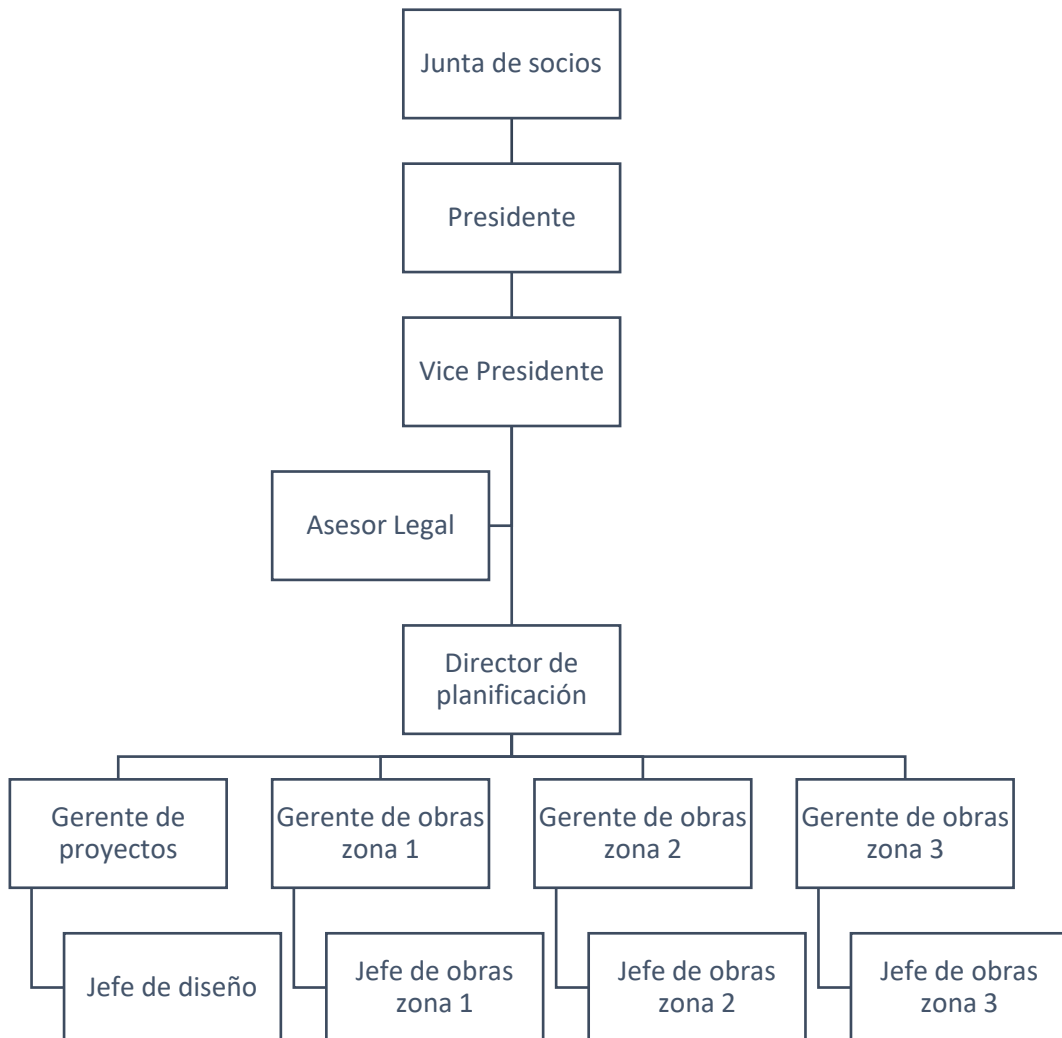 Junta de socios
Presidente
Vice Presidente
Asesor Legal
Director de
planificación
Gerente de
proyectos
Gerente de obras
zona 1
Gerente de obras
zona 2
Gerente de obras
zona 3
Jefe de diseño
Jefe de obras
zona 1
Jefe de obras
zona 2
Jefe de obras
zona 3